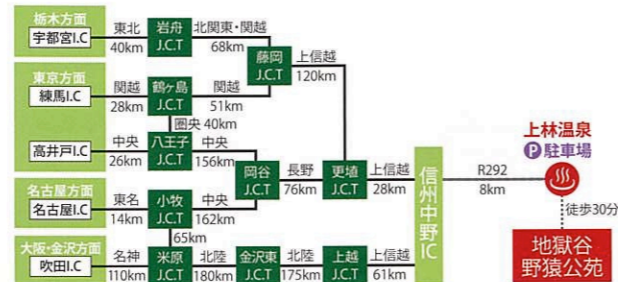 栃木方面
宇都宮I.C
東北
40km
岩舟
J.C.T
北関東・関越
68km
藤岡
J.C.T
上信越
120km
東京方面
練馬I.C
関越
28km
鶴ヶ島
J.C.T
関越
51km
圏央 40km
高井戸I.C
中央
26km
八王子
J.C.T
中央
156km
岡谷
J.C.T
長野
76km
更埴
J.C.T
上信越
28km
信州中野IC
R292
8km
上林温泉
P 駐車場
徒歩30分
地獄谷
野猿公苑
名古屋方面
名古屋I.C
東名
14km
小牧
J.C.T
中央
162km
65km
大阪・金沢方面
吹田I.C
名神
110km
米原
J.C.T
北陸
180km
金沢東
J.C.T
北陸
175km
上越
J.C.T
上信越
61km